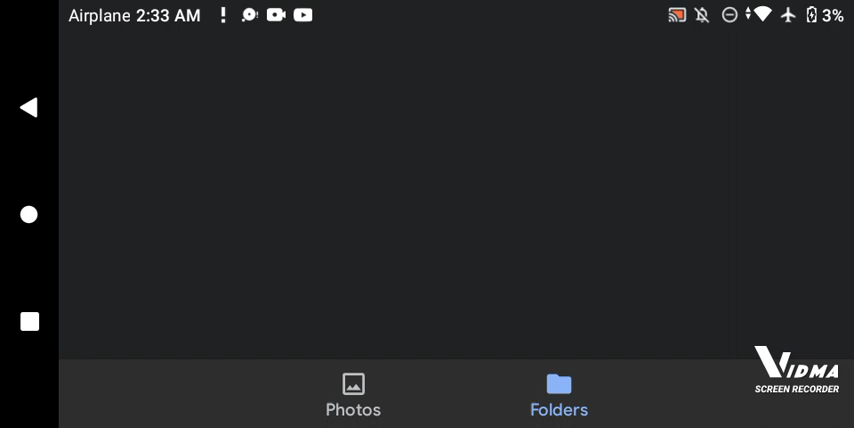 Airplane 2:33 AM
3%
Photos
Folders
VIDMA
SCREEN RECORDER